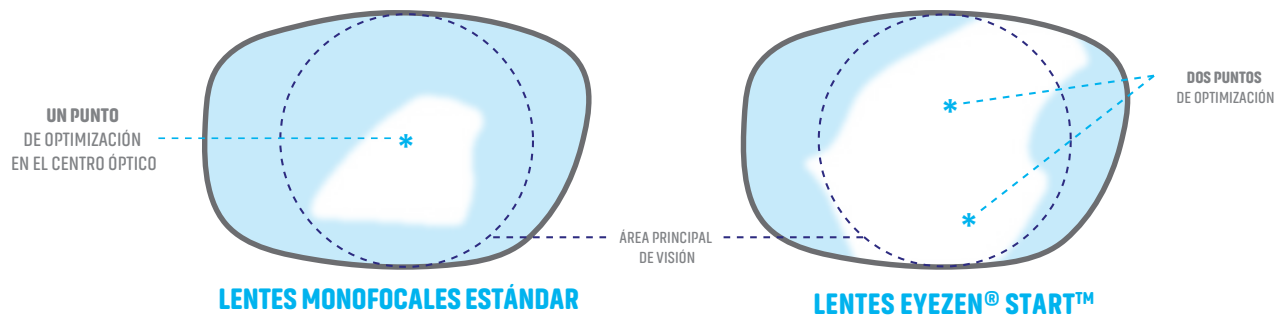 UN PUNTO
DE OPTIMIZACIÓN
EN EL CENTRO ÓPTICO
DOS PUNTOS
DE OPTIMIZACIÓN
ÁREA PRINCIPAL
DE VISIÓN
LENTES MONOFOCALES ESTÁNDAR
LENTES EYEZEN® START™